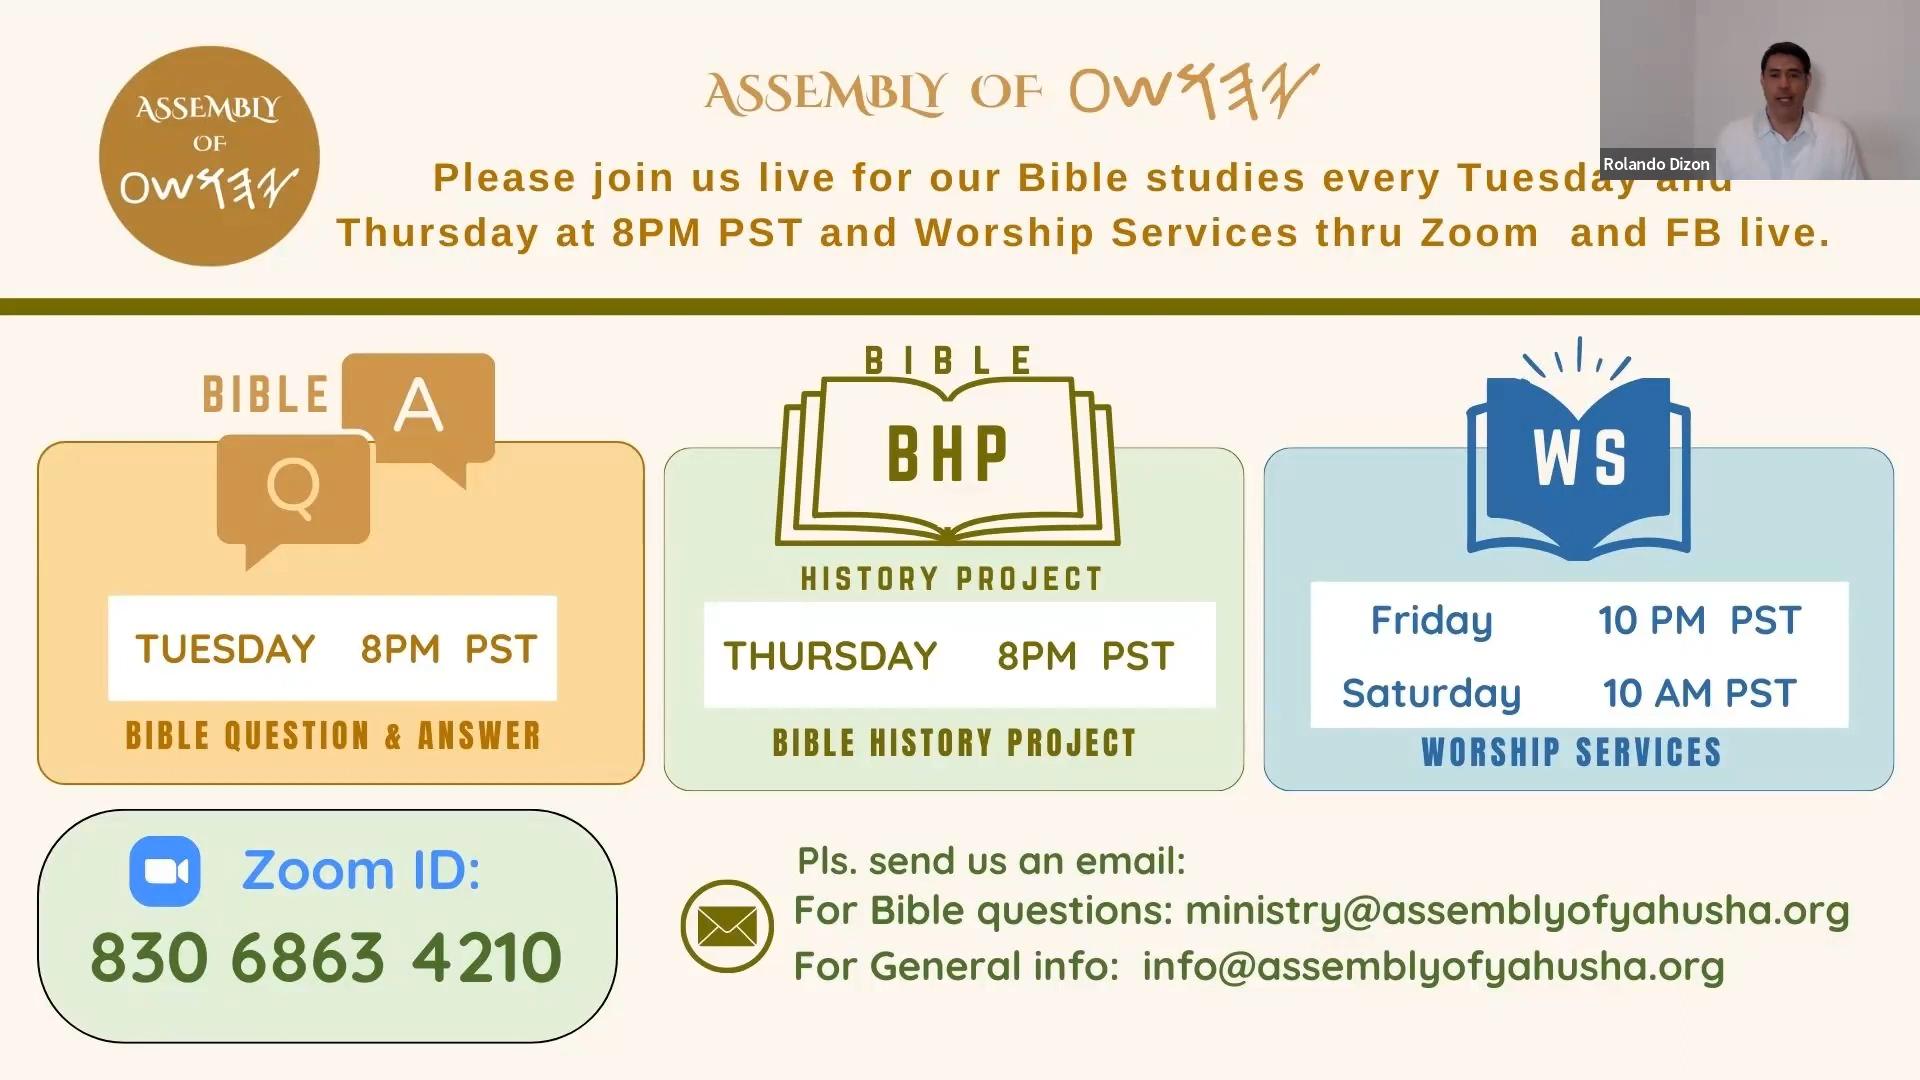 ASSEMBLY OF 𐤉𐤄𐤅𐤔𐤏
Rolando Dizon
ASSEMBLY
OF
𐤉𐤄𐤅𐤔𐤏
Please join us live for our Bible studies every Tuesday and
Thursday at 8PM PST and Worship Services thru Zoom and FB live.
BIBLE
A
Q
TUESDAY 8PM PST
BIBLE QUESTION & ANSWER
BIBLE
BHP
HISTORY PROJECT
THURSDAY 8PM PST
BIBLE HISTORY PROJECT
WS
Friday 10 PM PST
Saturday 10 AM PST
WORSHIP SERVICES
Zoom ID:
830 6863 4210
Pls. send us an email:
For Bible questions: ministry@assemblyofyahusha.org
For General info: info@assemblyofyahusha.org